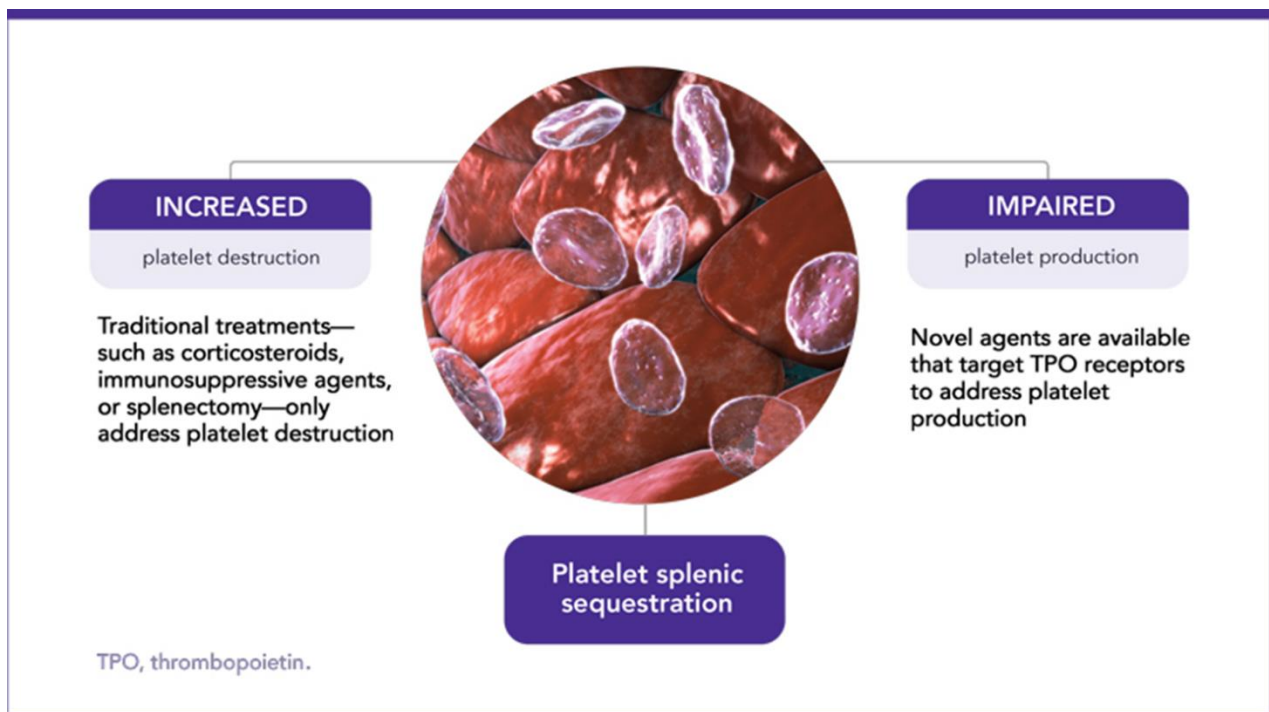 INCREASED
platelet destruction
Traditional treatments—
such as corticosteroids,
immunosuppressive agents,
or splenectomy—only
address platelet destruction
IMPAIRED
platelet production
Novel agents are available
that target TPO receptors
to address platelet
production
Platelet splenic
sequestration
TPO, thrombopoietin.